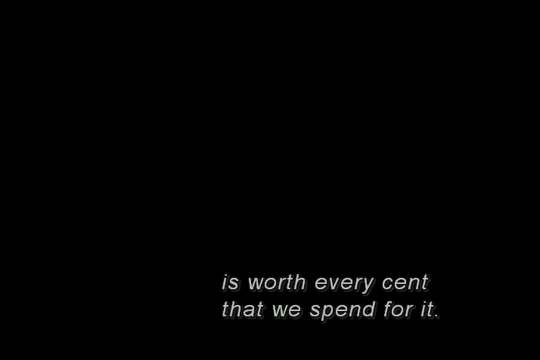 is worth every cent
that we spend for it.